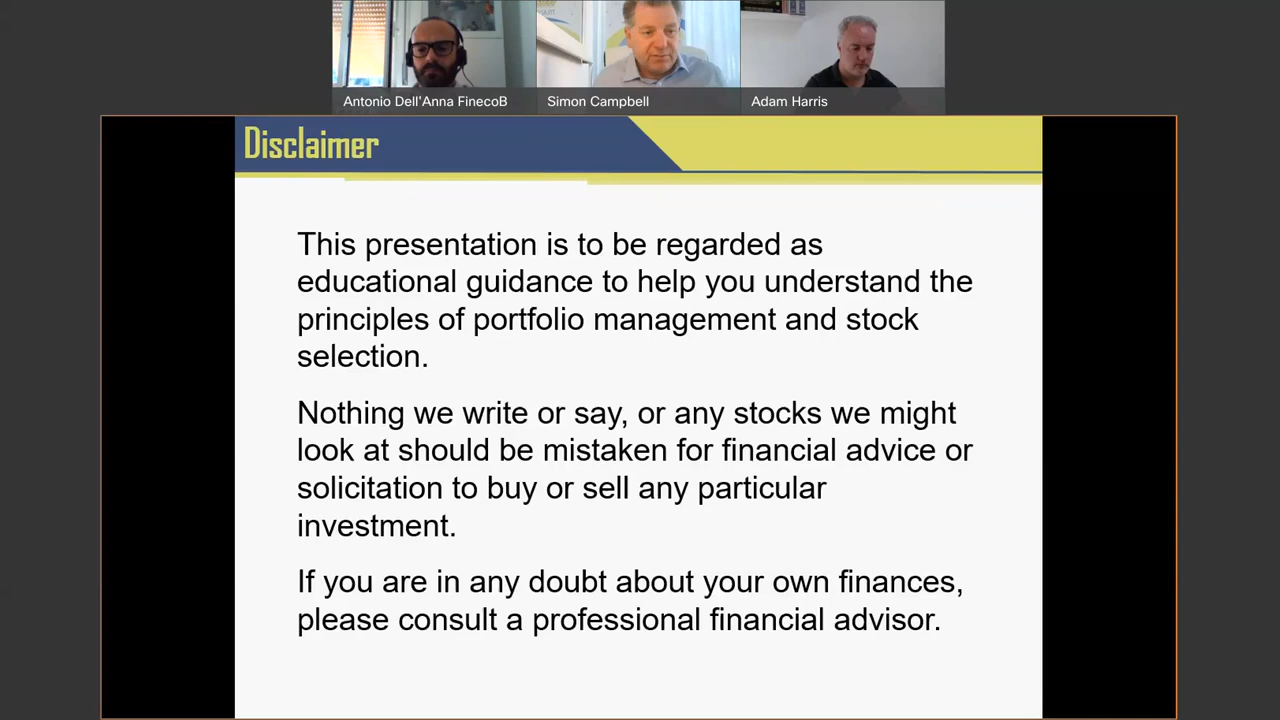 Antonio Dell'Anna FinecoB
Simon Campbell
Adam Harris
Disclaimer
This presentation is to be regarded as
educational guidance to help you understand the
principles of portfolio management and stock
selection.
Nothing we write or say, or any stocks we might
look at should be mistaken for financial advice or
solicitation to buy or sell any particular
investment.
If you are in any doubt about your own finances,
please consult a professional financial advisor.